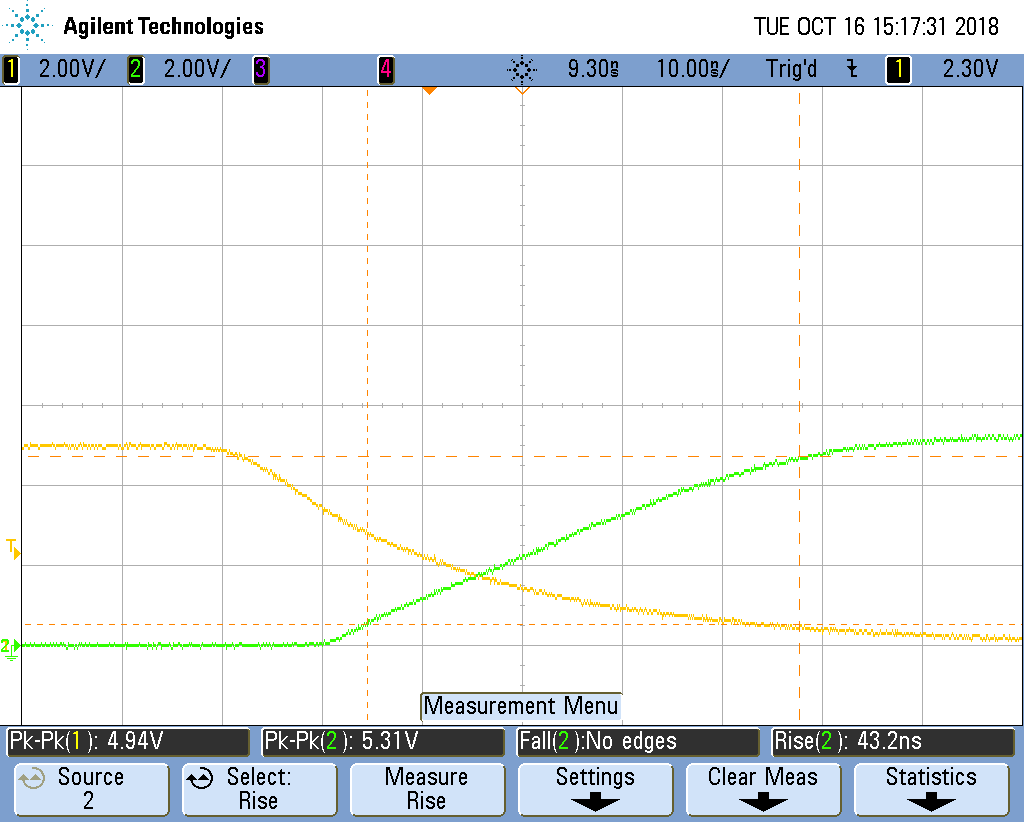 Agilent Technologies TUE OCT 16 15:17:31 2018
1 2.00V/ 2 2.00V/ 3 4 9.30ns 10.00ns/ Trig'd 1 2.30V
T
2
Measurement Menu
Pk-Pk(1): 4.94V Pk-Pk(2): 5.31V Fall(2):No edges Rise(2): 43.2ns
Source Select: Measure Settings Clear Meas Statistics
2 Rise Rise